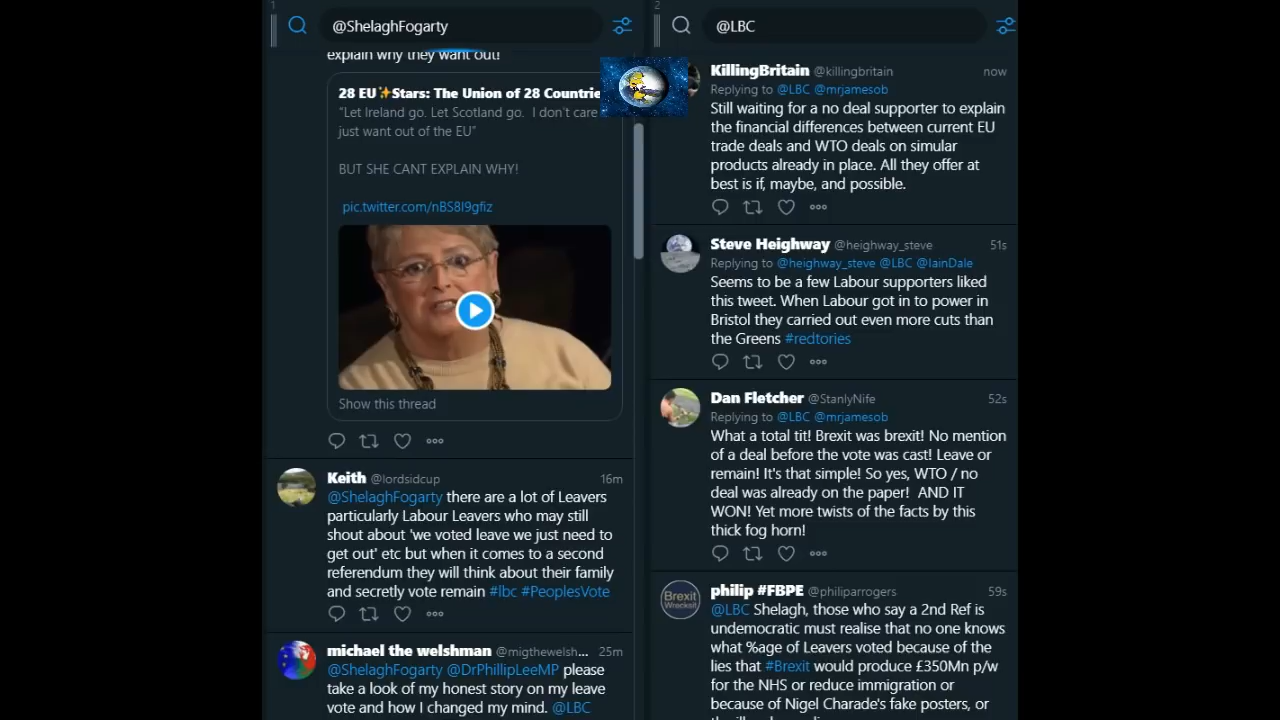 1
@ShelaghFogarty
explain why they want out!
28 EU✨Stars: The Union of 28 Countrie
"Let Ireland go. Let Scotland go. I don't care
just want out of the EU"
BUT SHE CANT EXPLAIN WHY!
pic.twitter.com/nBS8I9gfiz
Show this thread
Keith @lordsidcup 16m
@ShelaghFogarty there are a lot of Leavers
particularly Labour Leavers who may still
shout about 'we voted leave we just need to
get out' etc but when it comes to a second
referendum they will think about their family
and secretly vote remain #lbc #PeoplesVote
michael the welshman @migthewelsh... 25m
@ShelaghFogarty @DrPhillipLeeMP please
take a look of my honest story on my leave
vote and how I changed my mind. @LBC
2
@LBC
KillingBritain @killingbritain now
Replying to @LBC @mrjamesob
Still waiting for a no deal supporter to explain
the financial differences between current EU
trade deals and WTO deals on simular
products already in place. All they offer at
best is if, maybe, and possible.
Steve Heighway @heighway_steve 51s
Replying to @heighway_steve @LBC @IainDale
Seems to be a few Labour supporters liked
this tweet. When Labour got in to power in
Bristol they carried out even more cuts than
the Greens #redtories
Dan Fletcher @StanlyNife 52s
Replying to @LBC @mrjamesob
What a total tit! Brexit was brexit! No mention
of a deal before the vote was cast! Leave or
remain! It's that simple! So yes, WTO / no
deal was already on the paper! AND IT
WON! Yet more twists of the facts by this
thick fog horn!
Brexit
Wrecksit
philip #FBPE @philiparrogers 59s
@LBC Shelagh, those who say a 2nd Ref is
undemocratic must realise that no one knows
what %age of Leavers voted because of the
lies that #Brexit would produce £350Mn p/w
for the NHS or reduce immigration or
because of Nigel Charade's fake posters, or